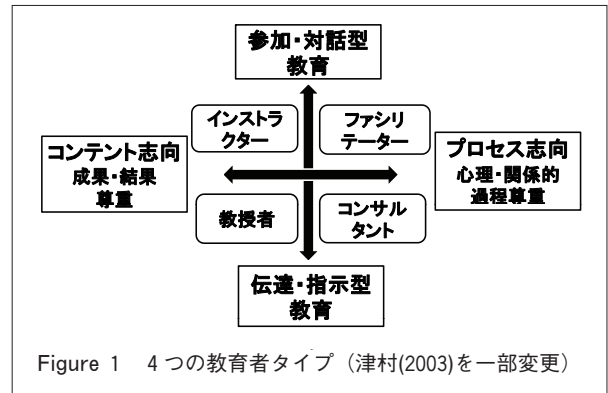 参加・対話型
教育
インストラ
クター
ファシリ
テーター
コンテント志向
成果・結果
尊重
プロセス志向
心理・関係的
過程尊重
教授者
コンサル
タント
伝達・指示型
教育
Figure 1 4つの教育者タイプ（津村(2003)を一部変更）